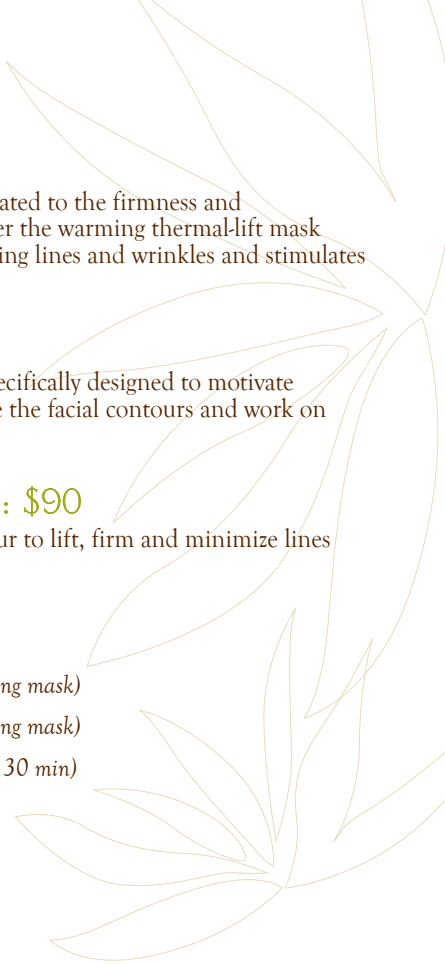 ated to the firmness and
er the warming thermal-lift mask
ing lines and wrinkles and stimulates
ecifically designed to motivate
e the facial contours and work on
: $90
ur to lift, firm and minimize lines
ng mask)
ng mask)
30 min)